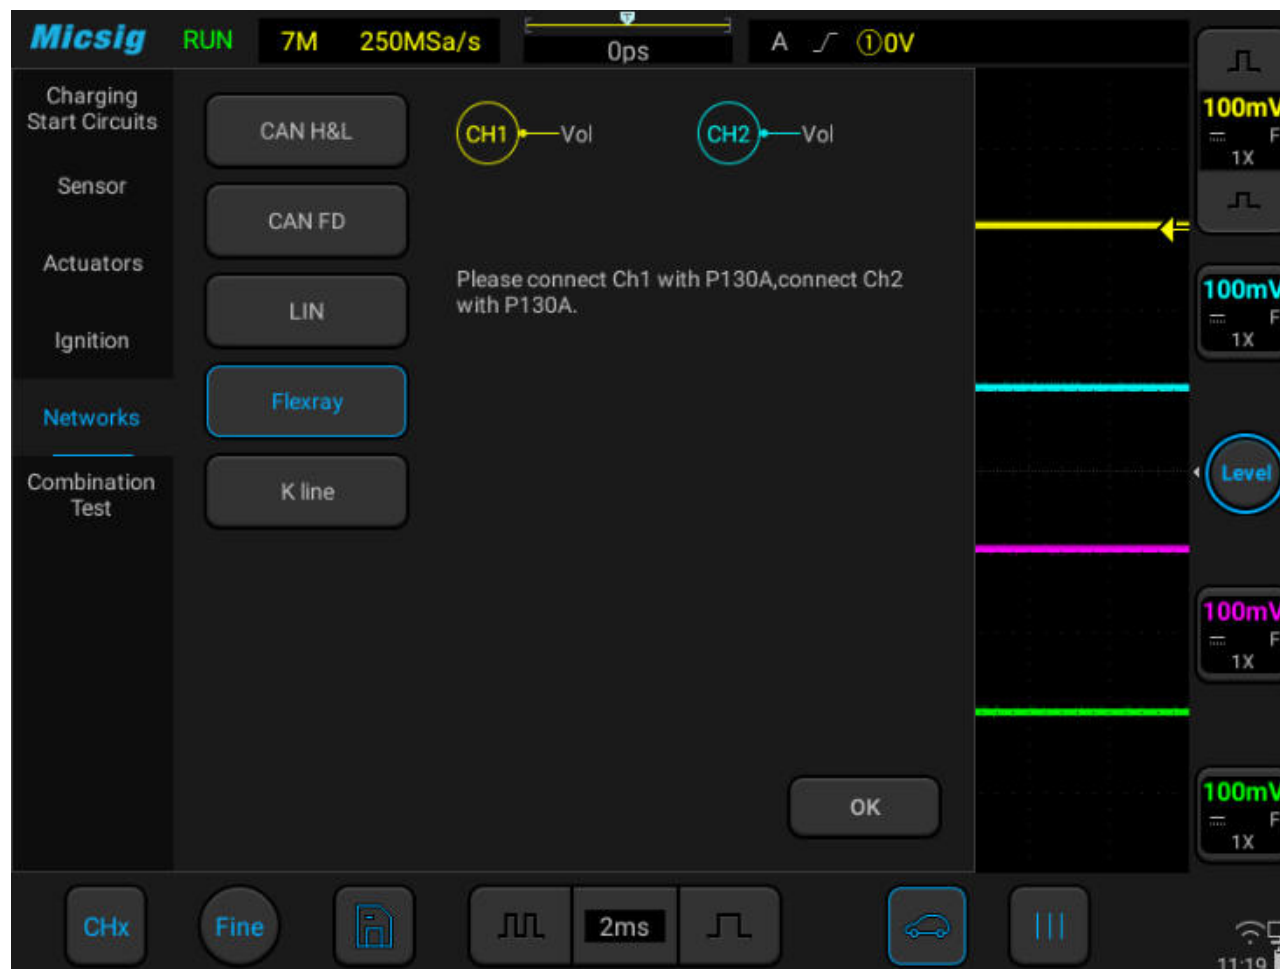 Micsig RUN 7M 250MSa/s T 0ps A ①0V
Charging
Start Circuits
Sensor
Actuators
Ignition
Networks
Combination
Test
CAN H&L
CAN FD
LIN
Flexray
K line
CH1 Vol CH2 Vol
Please connect Ch1 with P130A,connect Ch2
with P130A.
OK
100mV
F
1X
100mV
F
1X
Level
100mV
F
1X
100mV
F
1X
CHx Fine 2ms
11:19